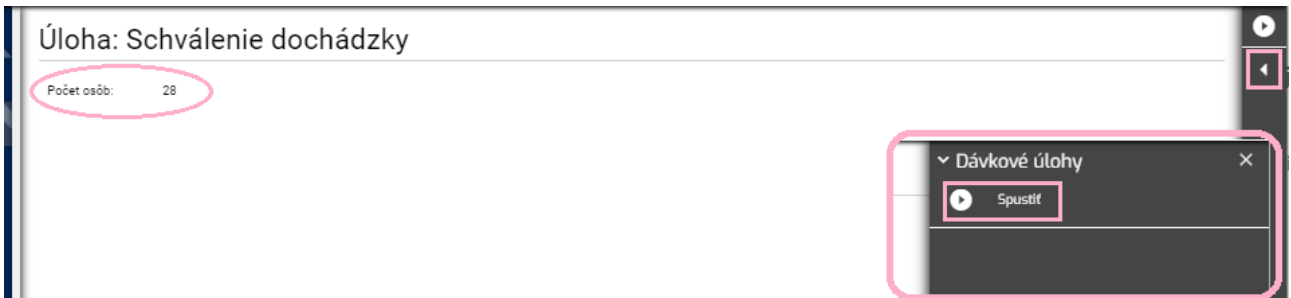 Úloha: Schválenie dochádzky
Počet osôb: 28
Dávkové úlohy
Spustiť